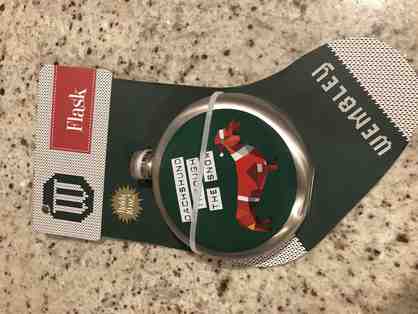 Flask
WEMBLEY
DACHSHUND
THE SNOW